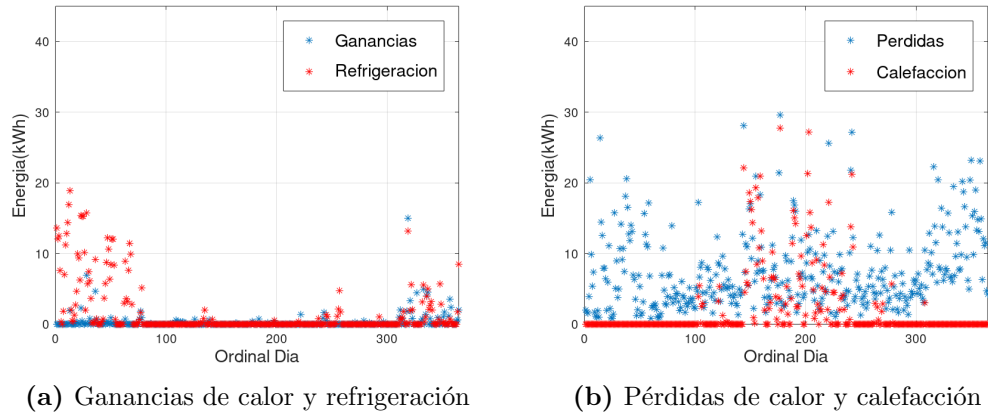 40
30
20
10
0
Energia(kWh)
0
100
200
300
Ordinal Dia
Ganancias
Refrigeracion
(a) Ganancias de calor y refrigeración
40
30
20
10
0
Energia(kWh)
0
100
200
300
Ordinal Dia
Perdidas
Calefaccion
(b) Pérdidas de calor y calefacción